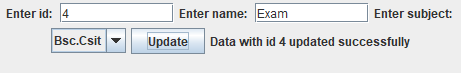 Enter id: 4 Enter name: Exam Enter subject:
Bsc.Csit Update Data with id 4 updated successfully